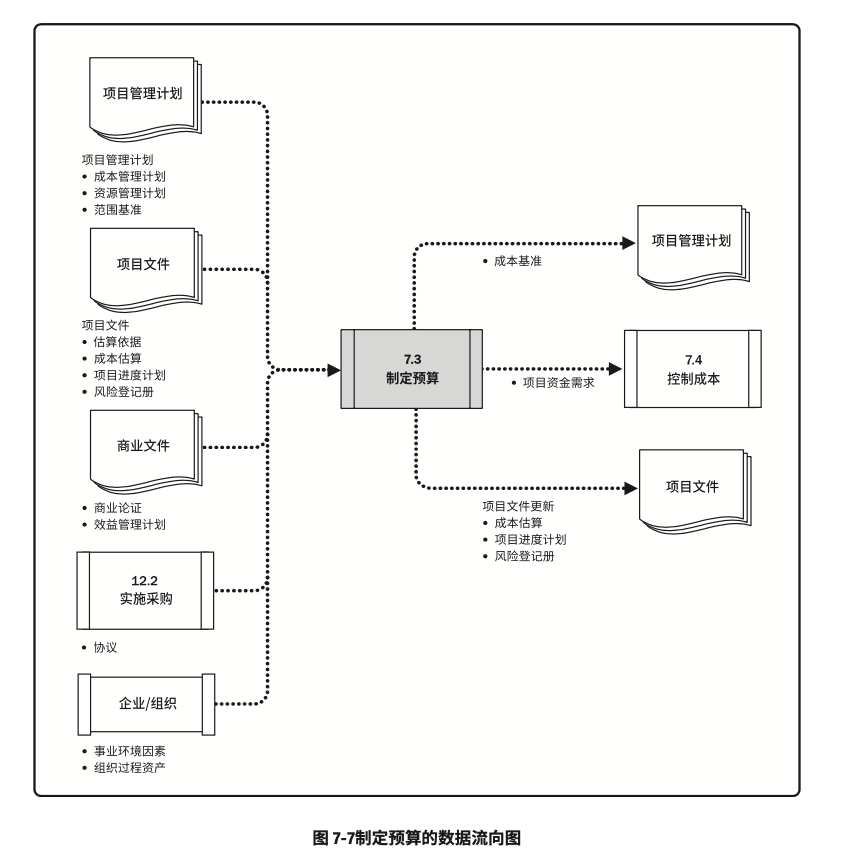 项目管理计划
项目管理计划
• 成本管理计划
• 资源管理计划
• 范围基准
项目文件
项目文件
• 估算依据
• 成本估算
• 项目进度计划
• 风险登记册
商业文件
• 商业论证
• 效益管理计划
12.2
实施采购
• 协议
企业/组织
• 事业环境因素
• 组织过程资产
7.3
制定预算
• 成本基准
项目管理计划
• 项目资金需求
7.4
控制成本
项目文件更新
• 成本估算
• 项目进度计划
• 风险登记册
项目文件
图 7-7制定预算的数据流向图